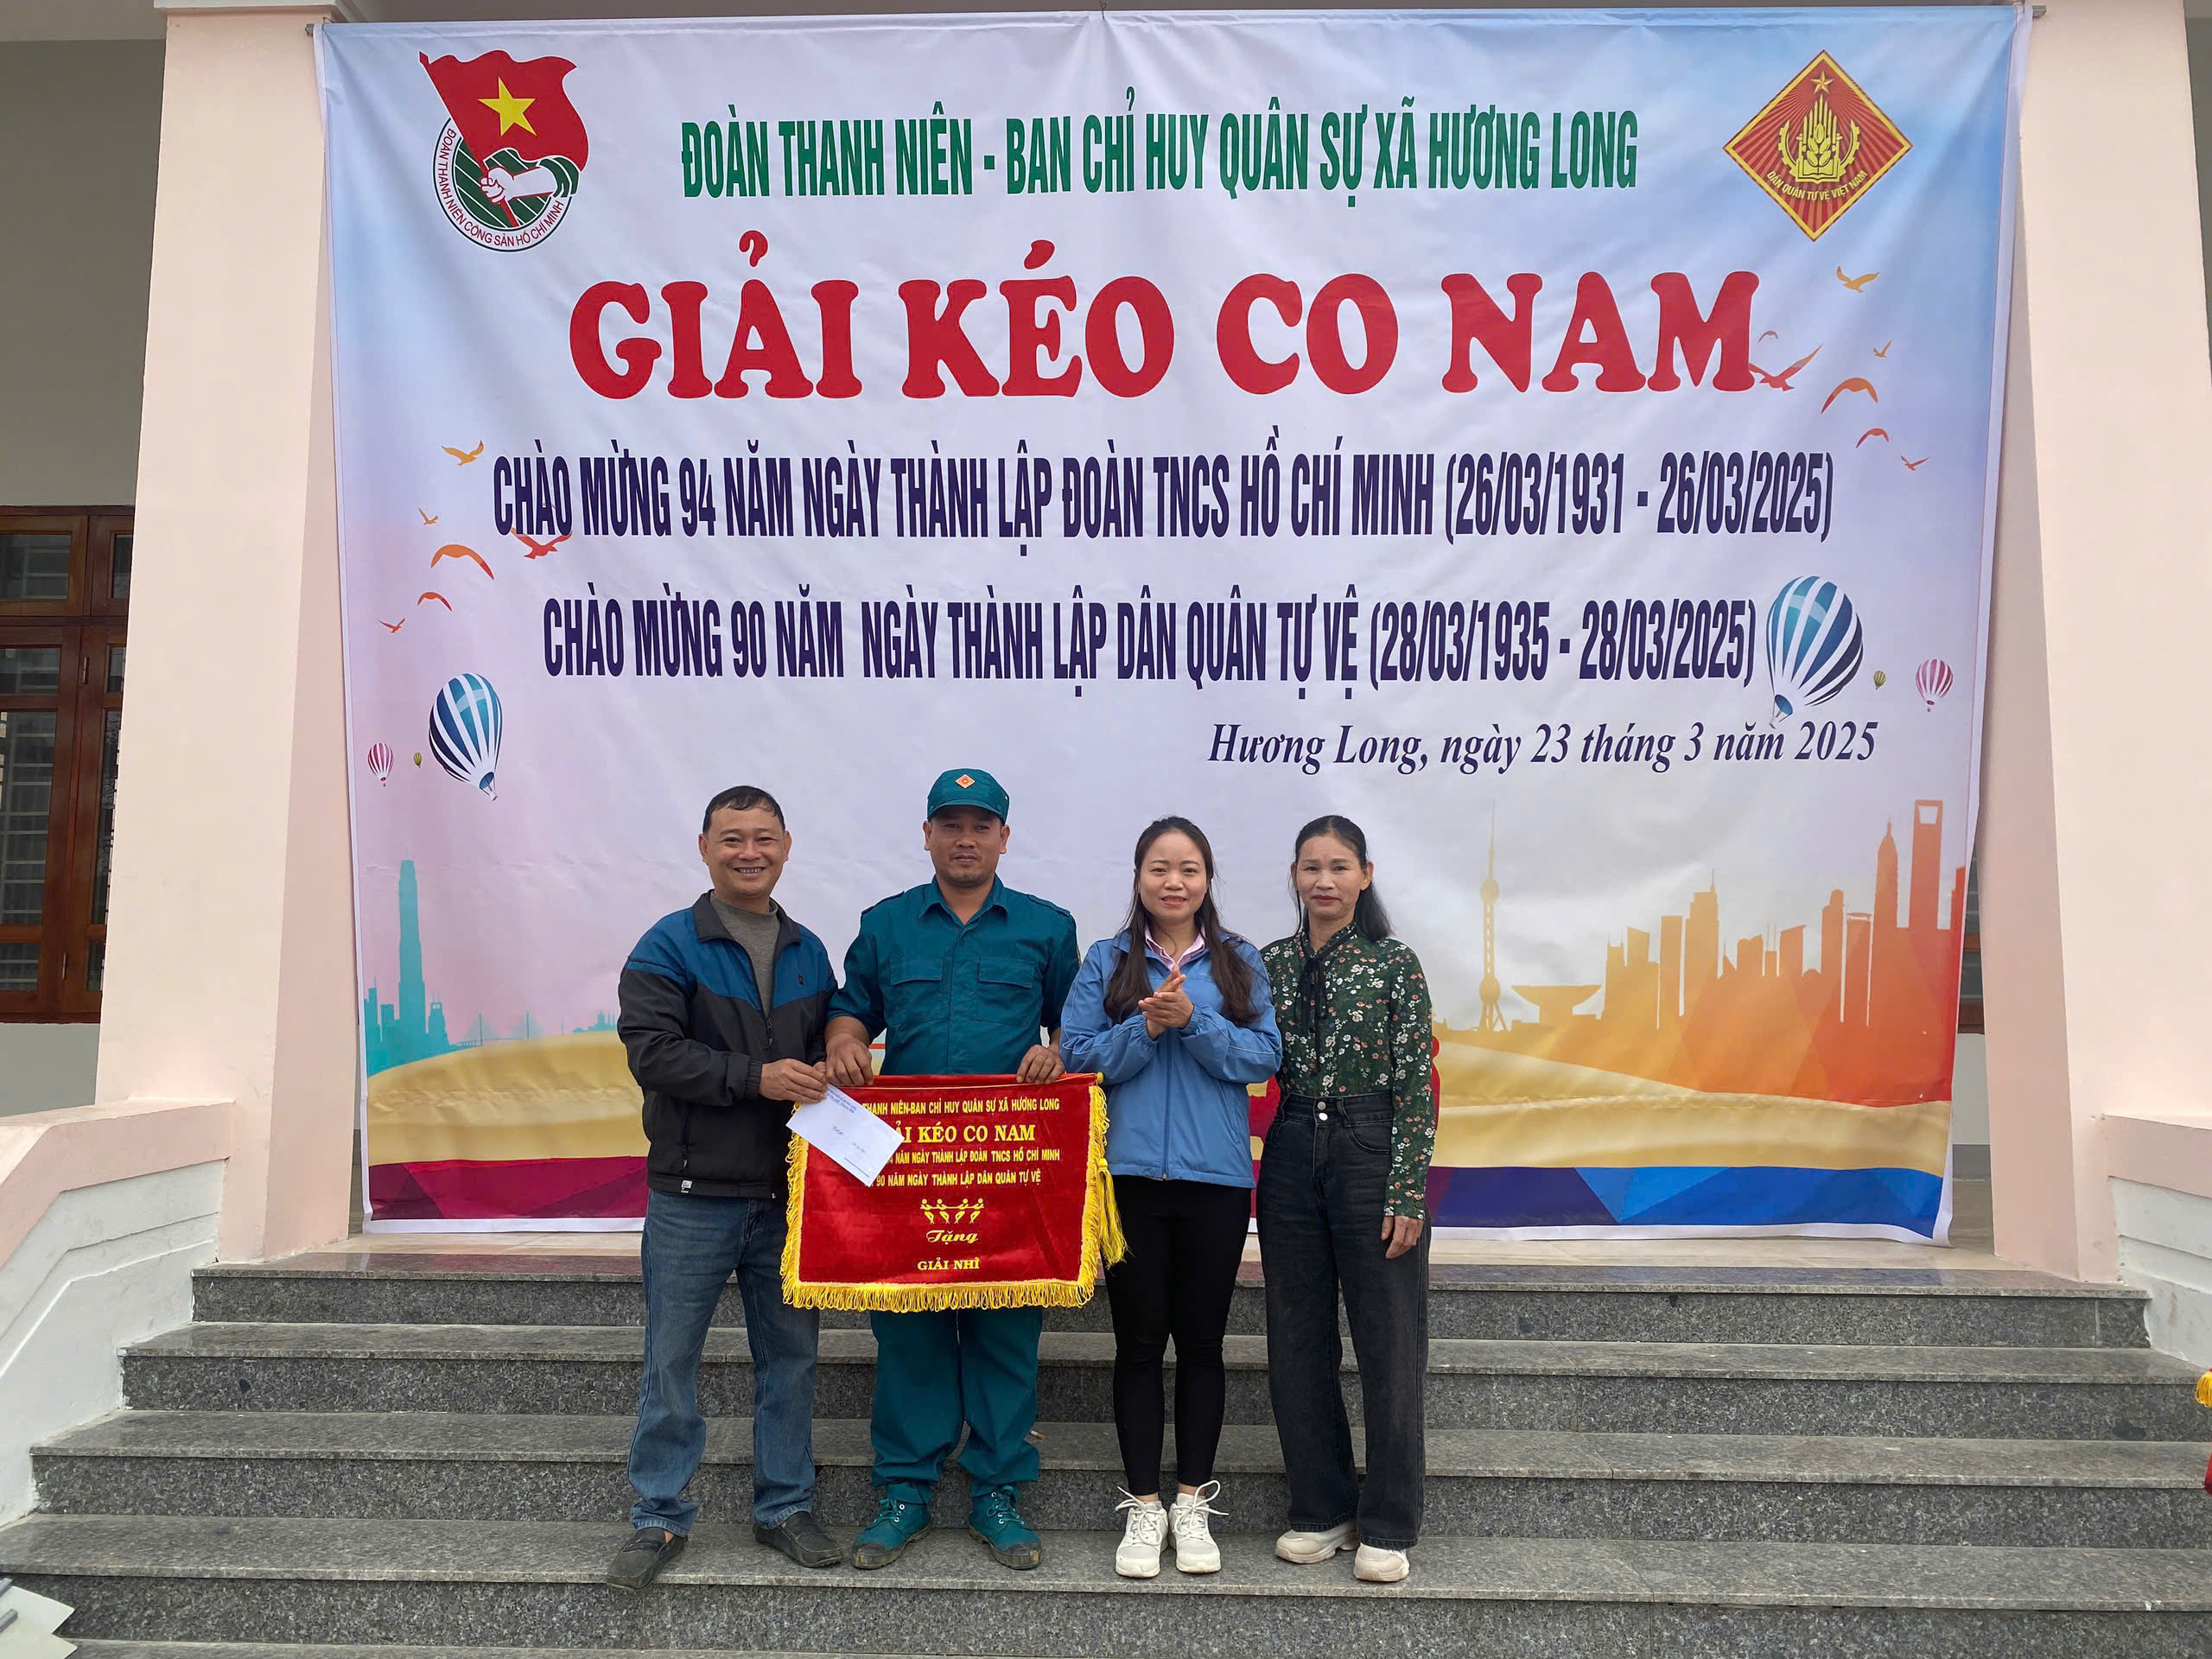 ĐOÀN THANH NIÊN - BAN CHỈ HUY QUÂN SỰ XÃ HƯƠNG LONG
ĐOÀN THANH NIÊN CỘNG SẢN HỒ CHÍ MINH
DÂN QUÂN TỰ VỆ VIỆT NAM
GIẢI KÉO CO NAM
CHÀO MỪNG 94 NĂM NGÀY THÀNH LẬP ĐOÀN TNCS HỒ CHÍ MINH (26/03/1931 - 26/03/2025)
CHÀO MỪNG 90 NĂM NGÀY THÀNH LẬP DÂN QUÂN TỰ VỆ (28/03/1935 - 28/03/2025)
Hương Long, ngày 23 tháng 3 năm 2025
THANH NIÊN-BAN CHỈ HUY QUÂN SỰ XÃ HƯƠNG LONG
KÉO CO NAM
NĂM NGÀY THÀNH LẬP ĐOÀN TNCS HỒ CHÍ MINH
90 NĂM NGÀY THÀNH LẬP DÂN QUÂN TỰ VỆ
Tặng
GIẢI NHÌ